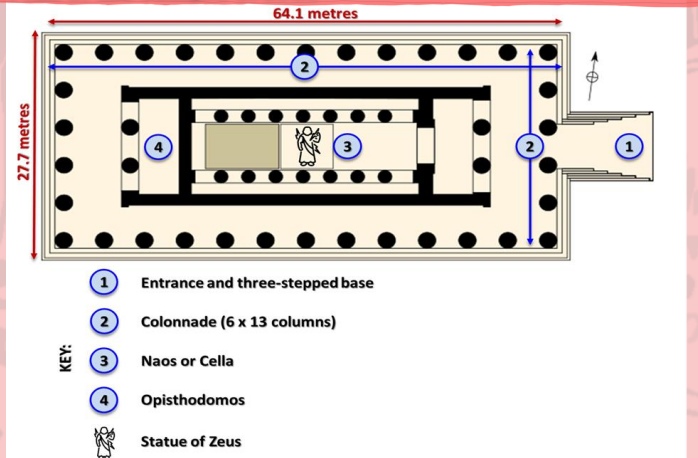 64.1 metres
2
27.7 metres
4
3
2
1
KEY:
1 Entrance and three-stepped base
2 Colonnade (6 x 13 columns)
3 Naos or Cella
4 Opisthodomos
Statue of Zeus